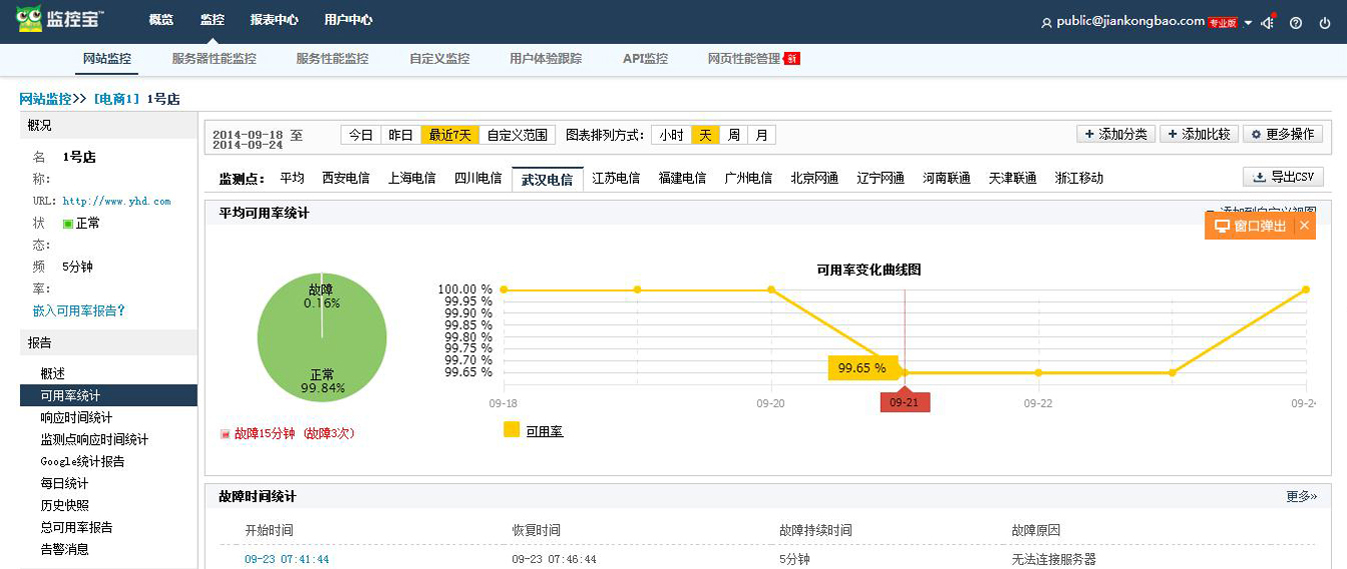 监控宝™ 概览 监控 报表中心 用户中心 public@jiankongbao.com 专业版
网站监控 服务器性能监控 服务性能监控 自定义监控 用户体验跟踪 API监控 网页性能管理 新
网站监控>> [电商1] 1号店
概况
名 1号店
称:
URL: http://www.yhd.com
状 正常
态:
频 5分钟
率:
嵌入可用率报告?
报告
概述
可用率统计
响应时间统计
监测点响应时间统计
Google统计报告
每日统计
历史快照
总可用率报告
告警消息
2014-09-18 至
2014-09-24
今日 昨日 最近7天 自定义范围 图表排列方式: 小时 天 周 月 + 添加分类 + 添加比较 更多操作
监测点: 平均 西安电信 上海电信 四川电信 武汉电信 江苏电信 福建电信 广州电信 北京网通 辽宁网通 河南联通 天津联通 浙江移动 导出CSV
平均可用率统计
添加到自定义视图
窗口弹出 ×
故障
0.16%
正常
99.84%
故障15分钟 (故障3次)
可用率变化曲线图
100.00 %
99.95 %
99.90 %
99.85 %
99.80 %
99.75 %
99.70 %
99.65 %
99.65 %
09-18 09-20 09-21 09-22 09-2
可用率
故障时间统计 更多»
开始时间 恢复时间 故障持续时间 故障原因
09-23 07:41:44 09-23 07:46:44 5分钟 无法连接服务器